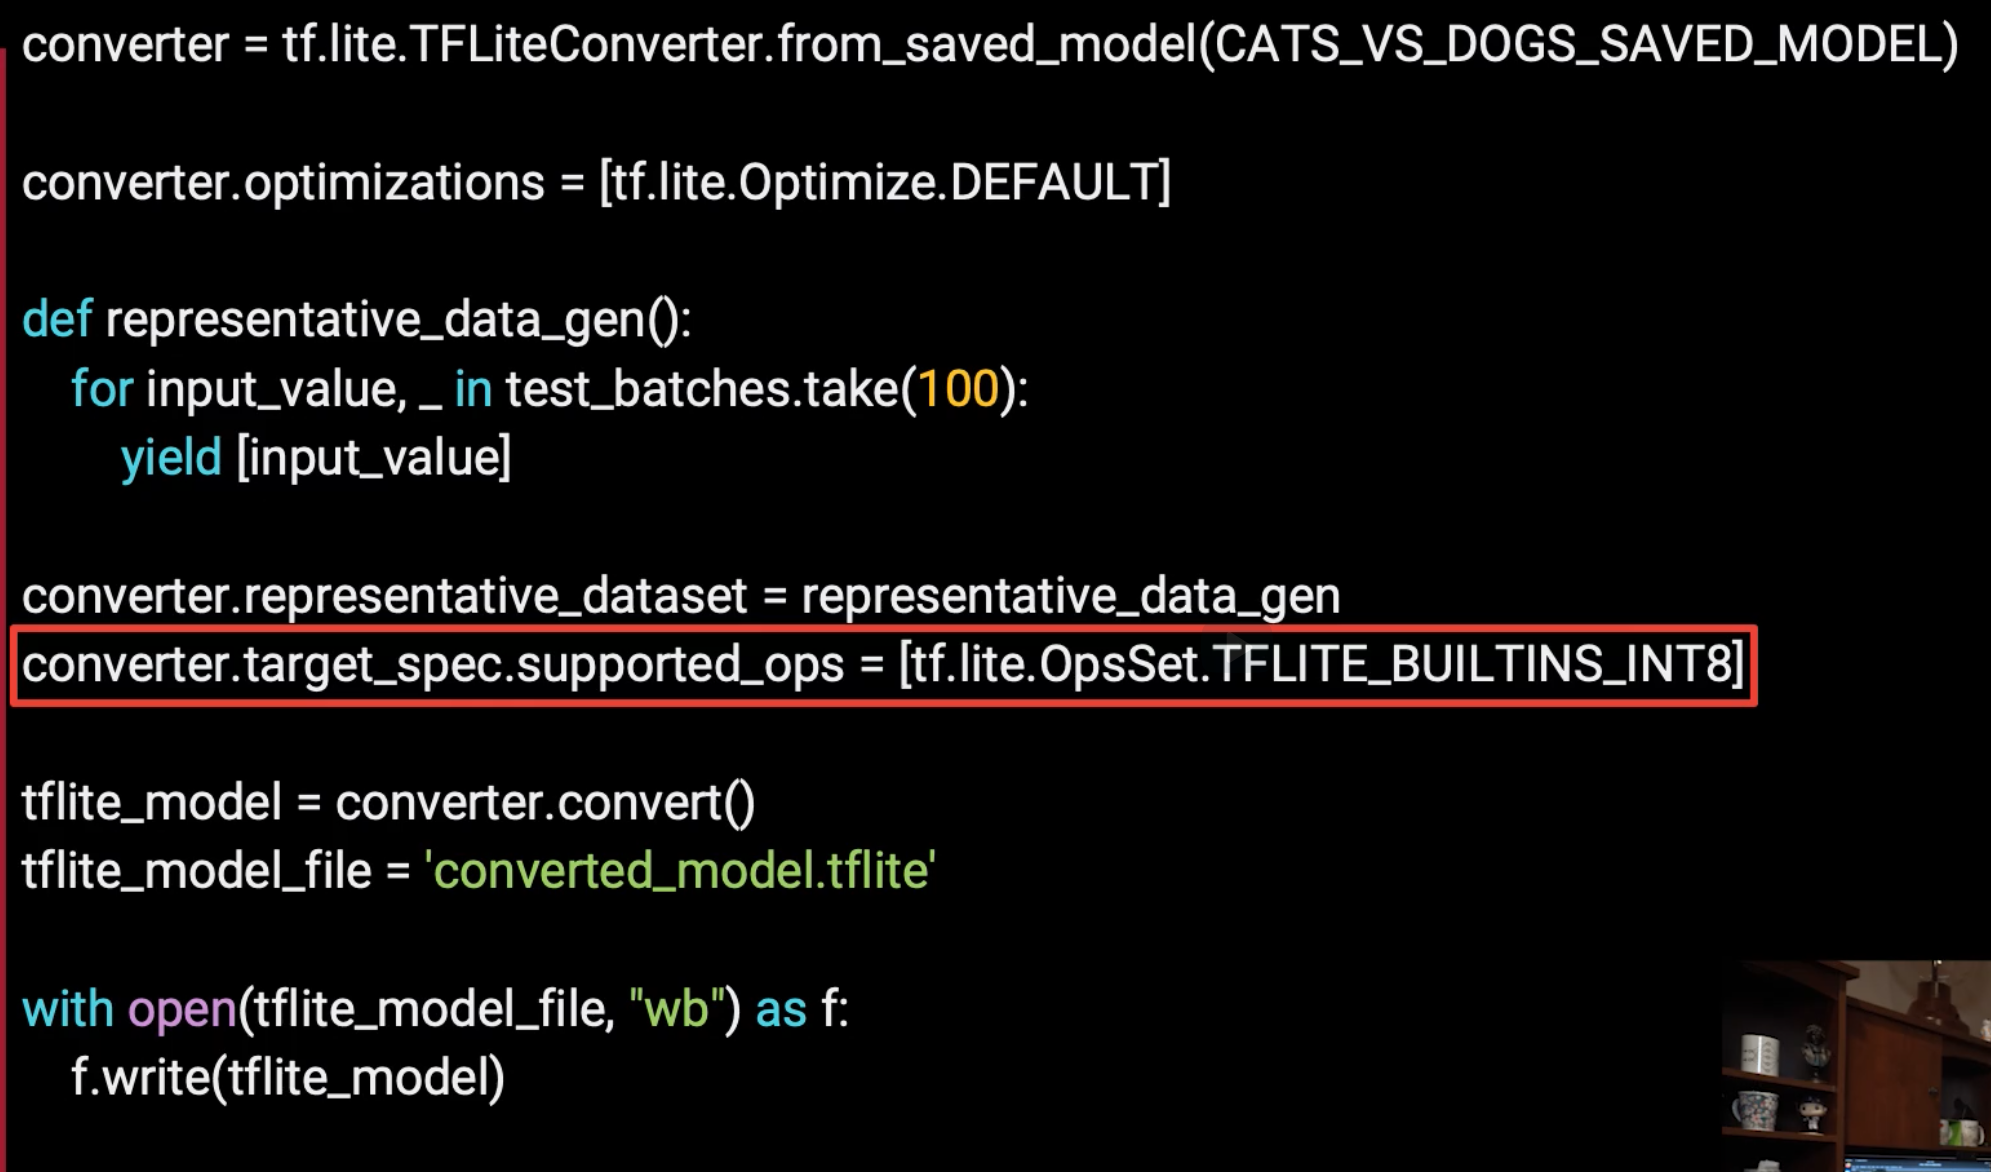 converter = tf.lite.TFLiteConverter.from_saved_model(CATS_VS_DOGS_SAVED_MODEL)
converter.optimizations = [tf.lite.Optimize.DEFAULT]
def representative_data_gen():
for input_value, _ in test_batches.take(100):
yield [input_value]
converter.representative_dataset = representative_data_gen
converter.target_spec.supported_ops = [tf.lite.OpsSet.TFLITE_BUILTINS_INT8]
tflite_model = converter.convert()
tflite_model_file = 'converted_model.tflite'
with open(tflite_model_file, "wb") as f:
f.write(tflite_model)